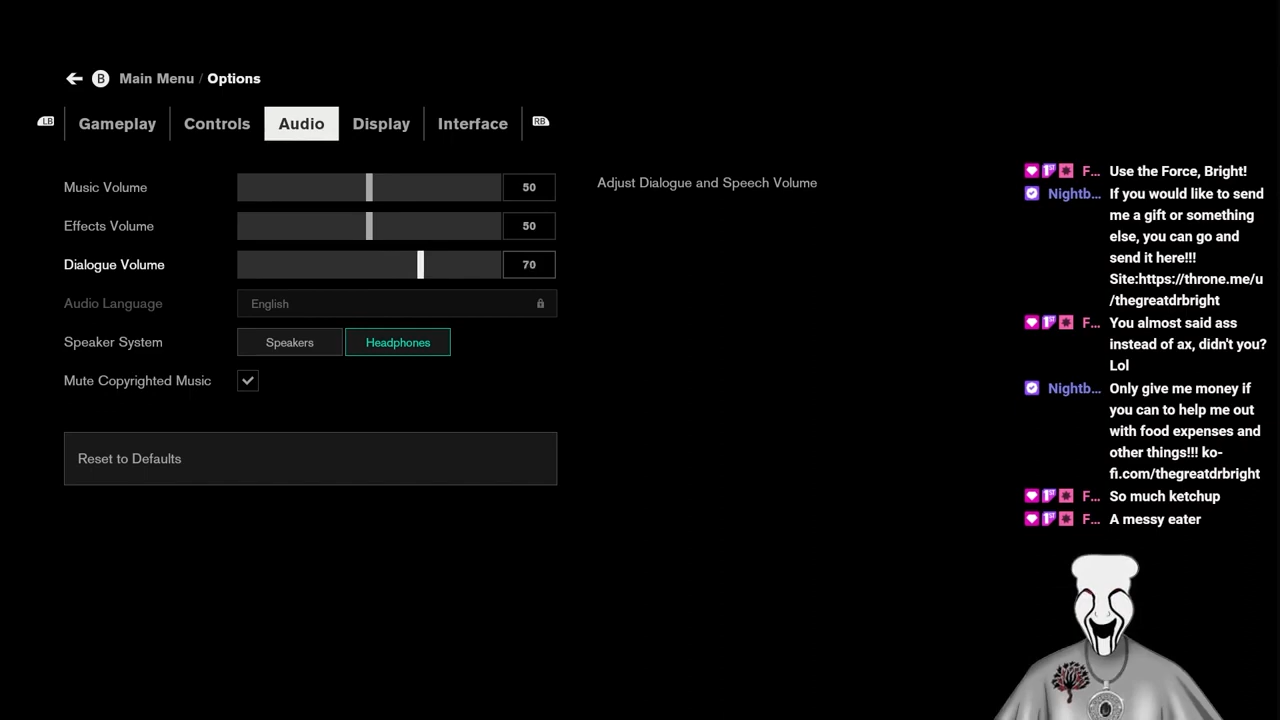 B Main Menu / Options
LB Gameplay Controls Audio Display Interface RB
Music Volume 50
Effects Volume 50
Dialogue Volume 70
Audio Language English
Speaker System Speakers Headphones
Mute Copyrighted Music
Reset to Defaults
Adjust Dialogue and Speech Volume
F... Use the Force, Bright!
Nightb... If you would like to send
me a gift or something
else, you can go and
send it here!!!
Site:https://throne.me/u
/thegreatdrbright
F... You almost said ass
instead of ax, didn't you?
Lol
Nightb... Only give me money if
you can to help me out
with food expenses and
other things!!! ko-
fi.com/thegreatdrbright
F... So much ketchup
F... A messy eater